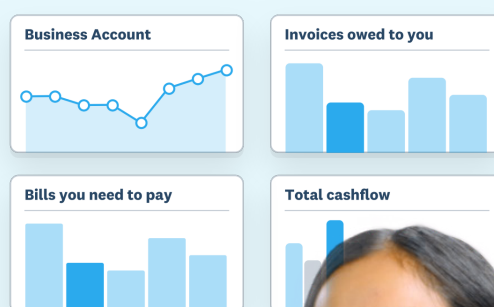 Business Account
Invoices owed to you
Bills you need to pay
Total cashflow